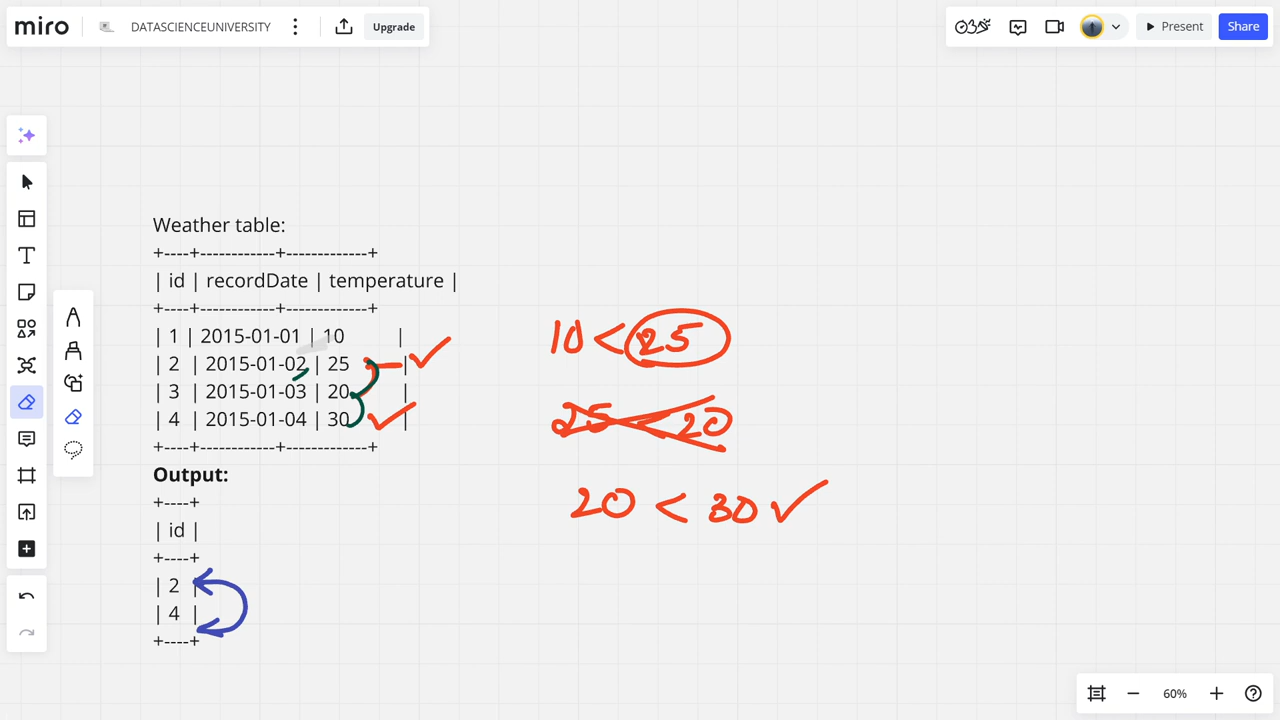 miro DATASCIENCEUNIVERSITY Upgrade Present Share
Weather table:
+----+------------+-------------+
| id | recordDate | temperature |
+----+------------+-------------+
| 1 | 2015-01-01 | 10 |
| 2 | 2015-01-02 | 25 |
| 3 | 2015-01-03 | 20 |
| 4 | 2015-01-04 | 30 |
+----+------------+-------------+
Output:
+----+
| id |
+----+
| 2 |
| 4 |
+----+
10 < 25
25 < 20
20 < 30
60%